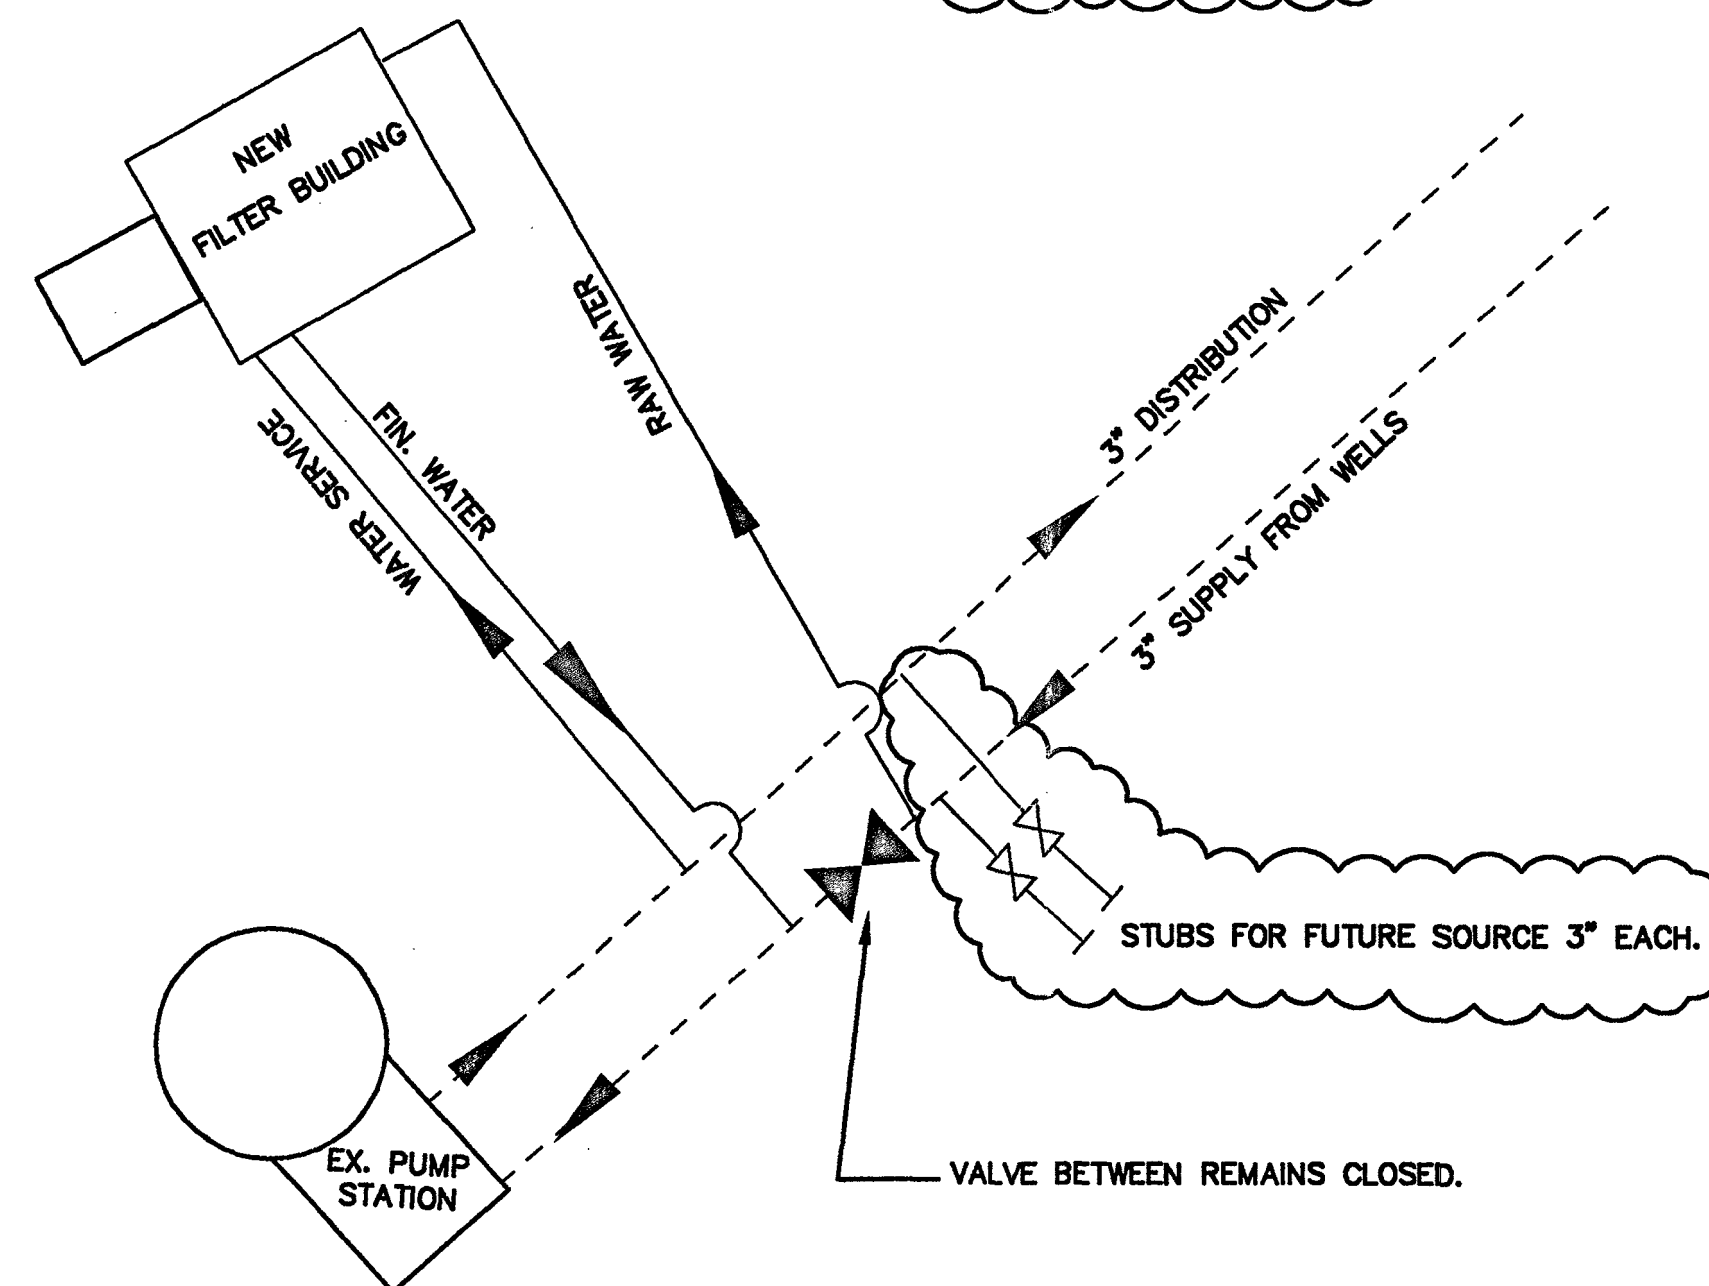 NEW
FILTER BUILDING
RAW WATER
FIN. WATER
WATER SERVICE
3" DISTRIBUTION
3" SUPPLY FROM WELLS
STUBS FOR FUTURE SOURCE 3" EACH.
EX. PUMP
STATION
VALVE BETWEEN REMAINS CLOSED.